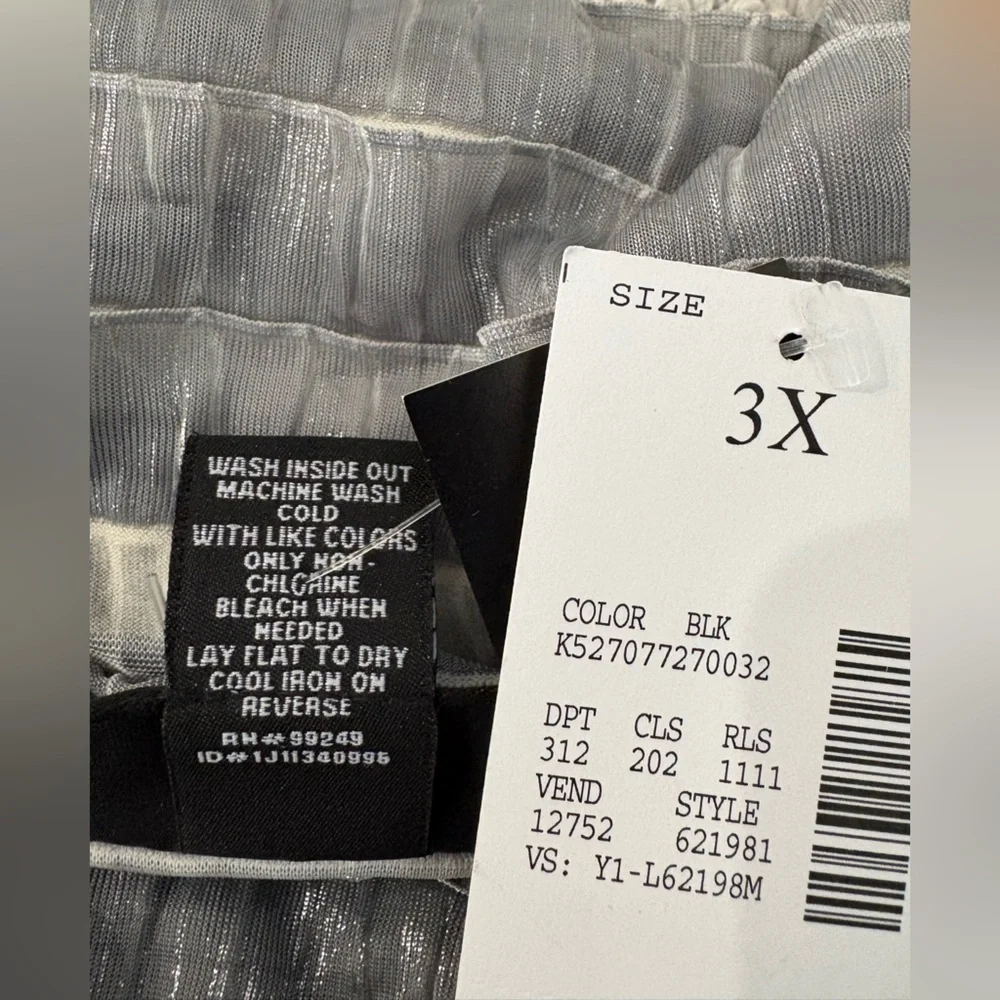 WASH INSIDE OUT
MACHINE WASH
COLD
WITH LIKE COLORS
ONLY NON-
CHLORINE
BLEACH WHEN
NEEDED
LAY FLAT TO DRY
COOL IRON ON
REVERSE
RN#99249
ID#1J11340995
SIZE
3X
COLOR BLK
K527077270032
DPT CLS RLS
312 202 1111
VEND STYLE
12752 621981
VS: Y1-L62198M